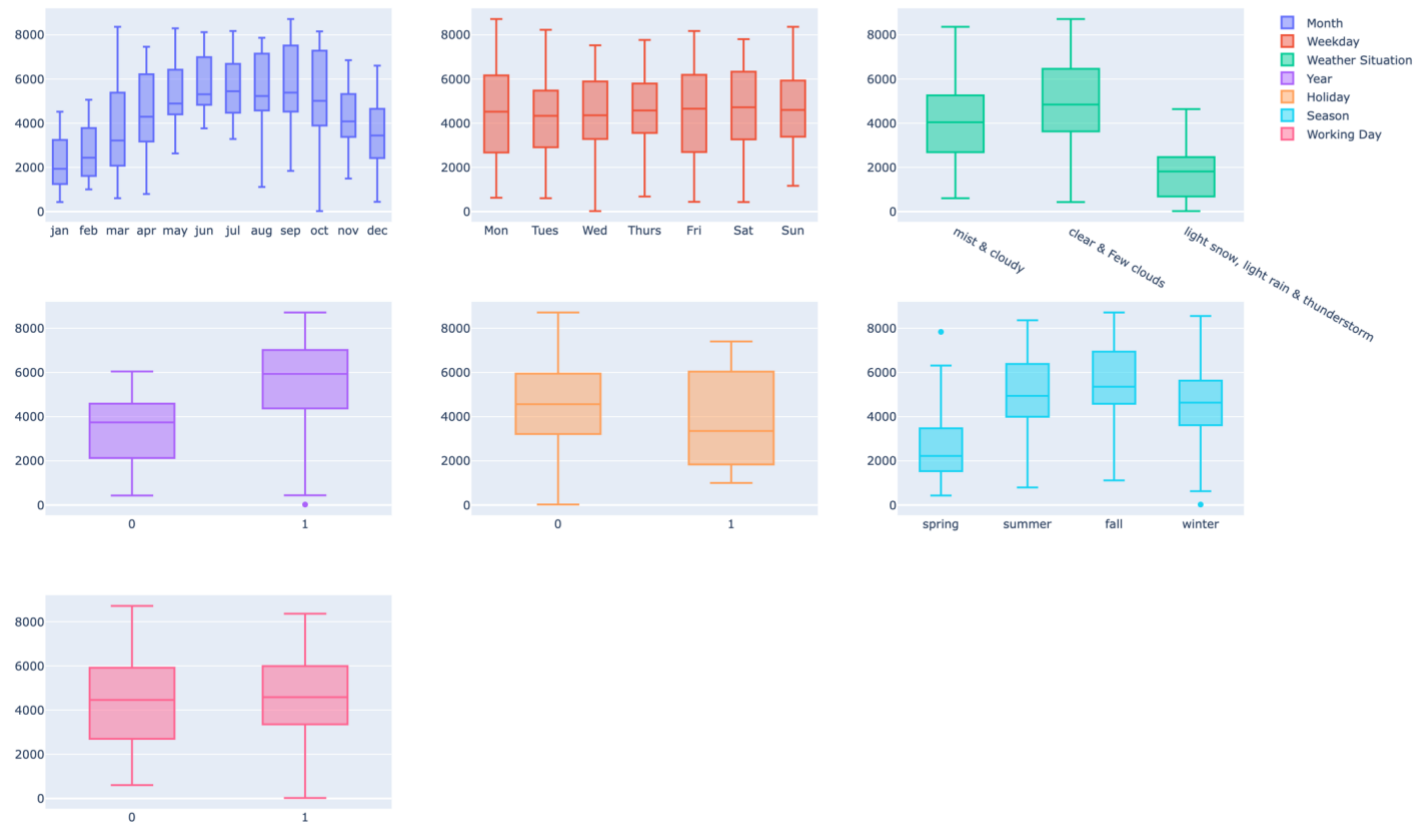 8000
6000
4000
2000
0
jan feb mar apr may jun jul aug sep oct nov dec
8000
6000
4000
2000
0
Mon Tues Wed Thurs Fri Sat Sun
8000
6000
4000
2000
0
mist & cloudy
clear & Few clouds
light snow, light rain & thunderstorm
Month
Weekday
Weather Situation
Year
Holiday
Season
Working Day
8000
6000
4000
2000
0
0 1
8000
6000
4000
2000
0
0 1
8000
6000
4000
2000
0
spring summer fall winter
8000
6000
4000
2000
0
0 1